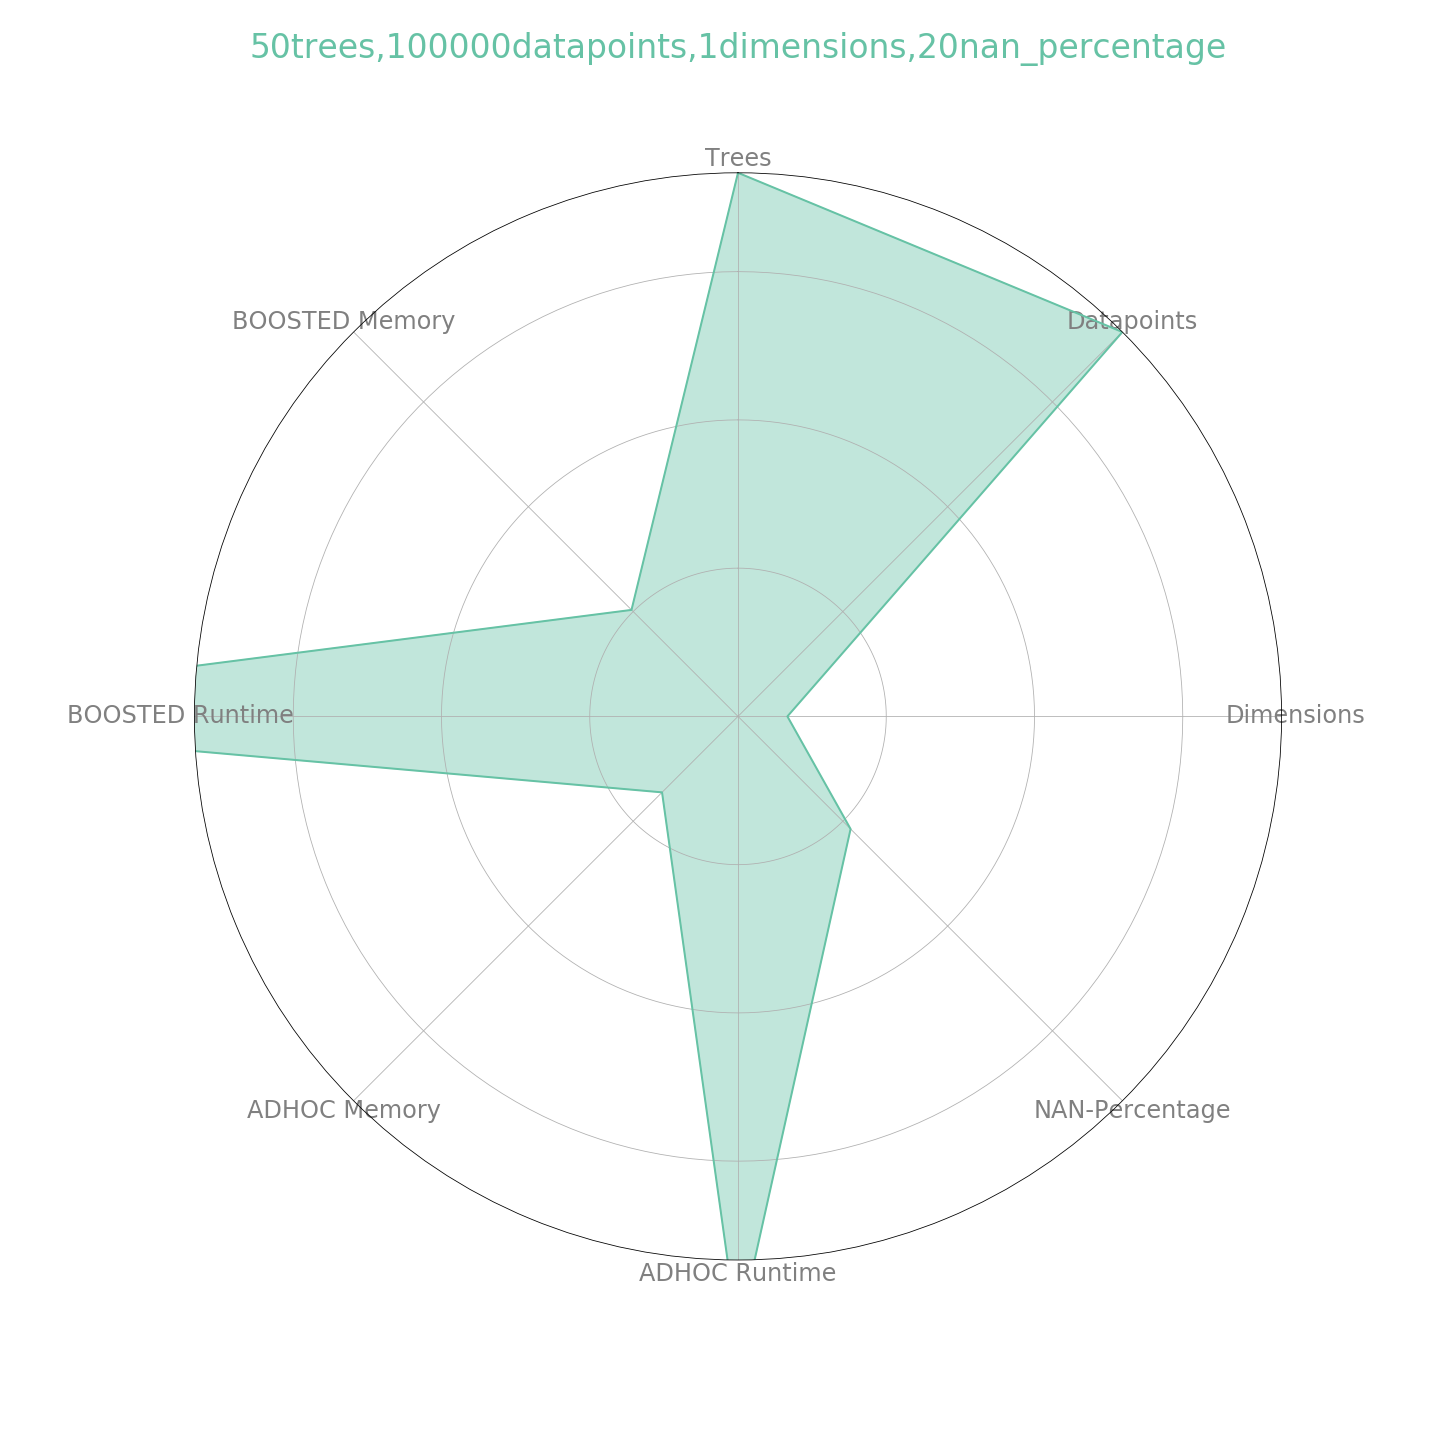 50trees,100000datapoints,1dimensions,20nan_percentage
Trees
BOOSTED Memory
Datapoints
BOOSTED Runtime
Dimensions
ADHOC Memory
NAN-Percentage
ADHOC Runtime